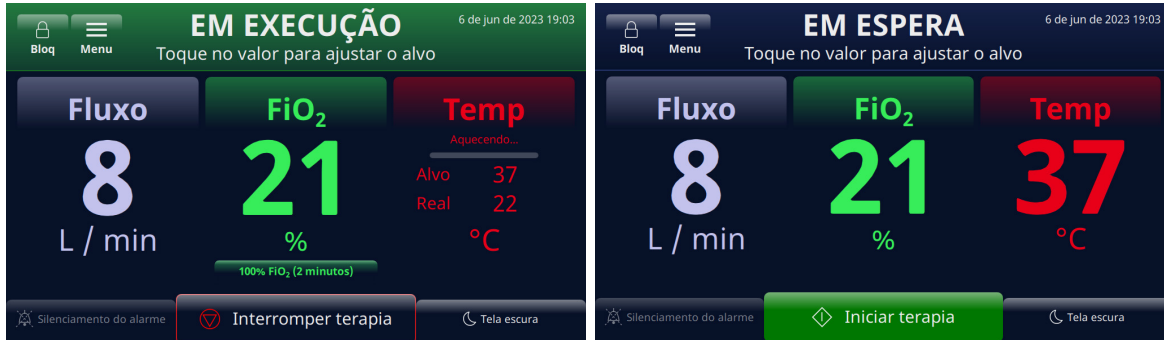 EM EXECUÇÃO
6 de jun de 2023 19:03
Bloq
Menu
Toque no valor para ajustar o alvo
Fluxo
FiO₂
Temp
8
21
Aquecendo...
Alvo 37
Real 22
L / min
%
°C
100% FiO₂ (2 minutos)
Silenciamento do alarme
Interromper terapia
Tela escura
EM ESPERA
6 de jun de 2023 19:03
Bloq
Menu
Toque no valor para ajustar o alvo
Fluxo
FiO₂
Temp
8
21
37
L / min
%
°C
Silenciamento do alarme
Iniciar terapia
Tela escura